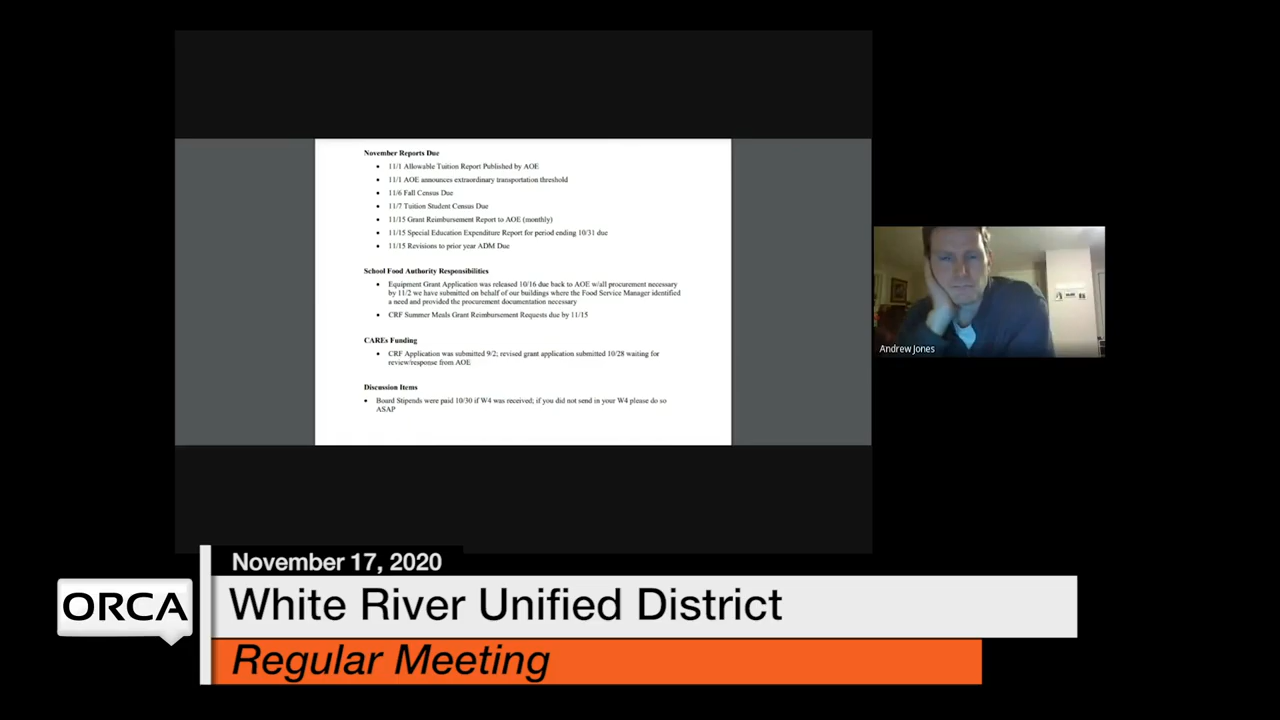 November Reports Due
• 11/1 Allowable Tuition Report Published by AOE
• 11/1 AOE announces extraordinary transportation threshold
• 11/6 Fall Census Due
• 11/7 Tuition Student Census Due
• 11/15 Grant Reimbursement Report to AOE (monthly)
• 11/15 Special Education Expenditure Report for period ending 10/31 due
• 11/15 Revisions to prior year ADM Due
School Food Authority Responsibilities
• Equipment Grant Application was released 10/16 due back to AOE w/all procurement necessary
by 11/2 we have submitted on behalf of our buildings where the Food Service Manager identified
a need and provided the procurement documentation necessary
• CRF Summer Meals Grant Reimbursement Requests due by 11/15
CAREs Funding
• CRF Application was submitted 9/2; revised grant application submitted 10/28 waiting for
review/response from AOE
Discussion Items
• Board Stipends were paid 10/30 if W4 was received; if you did not send in your W4 please do so
ASAP
Andrew Jones
November 17, 2020
ORCA
White River Unified District
Regular Meeting